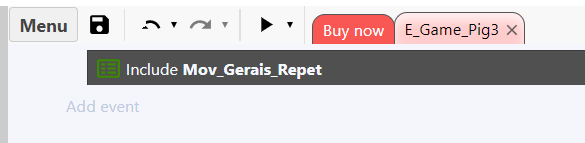 Menu Buy now E_Game_Pig3
Include Mov_Gerais_Repet
Add event